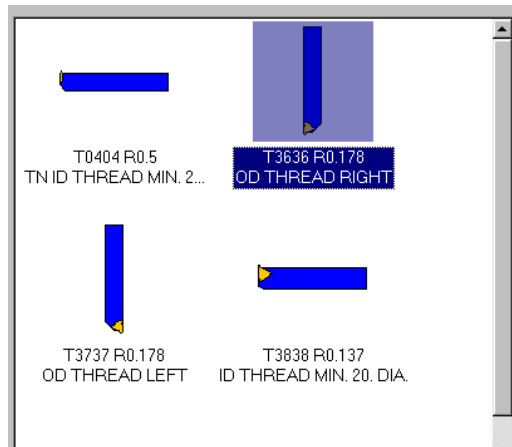 T0404 R0.5
TN ID THREAD MIN. 2...
T3636 R0.178
OD THREAD RIGHT
T3737 R0.178
OD THREAD LEFT
T3838 R0.137
ID THREAD MIN. 20. DIA.